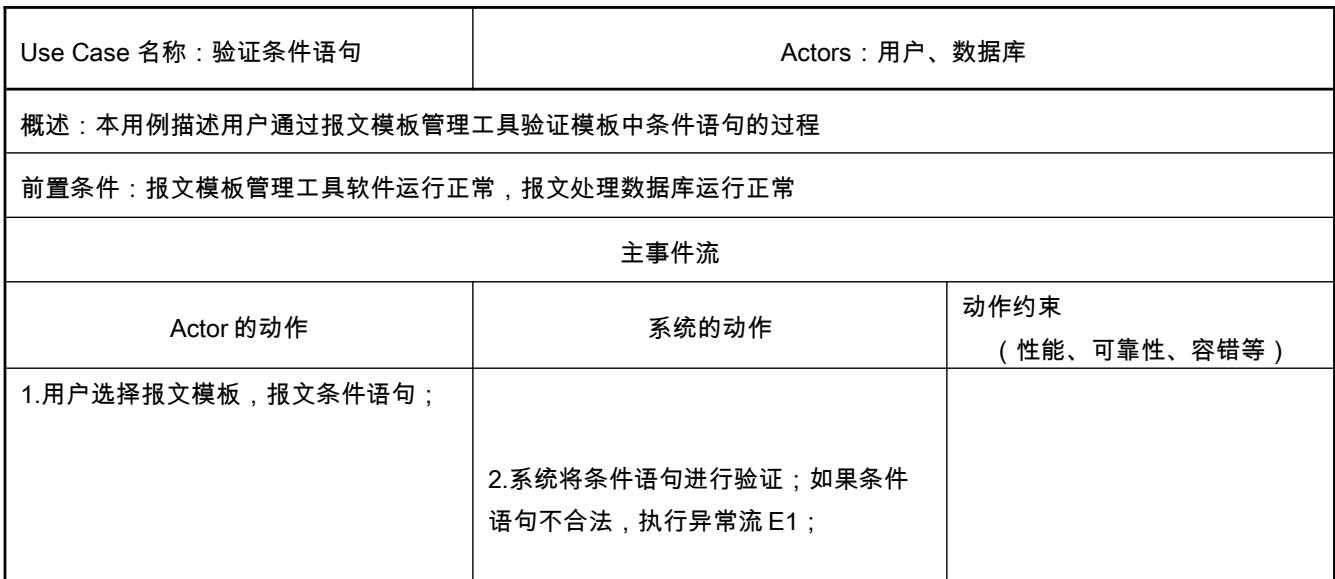 Use Case 名称：验证条件语句
Actors：用户、数据库
概述：本用例描述用户通过报文模板管理工具验证模板中条件语句的过程
前置条件：报文模板管理工具软件运行正常，报文处理数据库运行正常
主事件流
Actor 的动作
系统的动作
动作约束
（性能、可靠性、容错等）
1.用户选择报文模板，报文条件语句；
2.系统将条件语句进行验证；如果条件
语句不合法，执行异常流 E1；